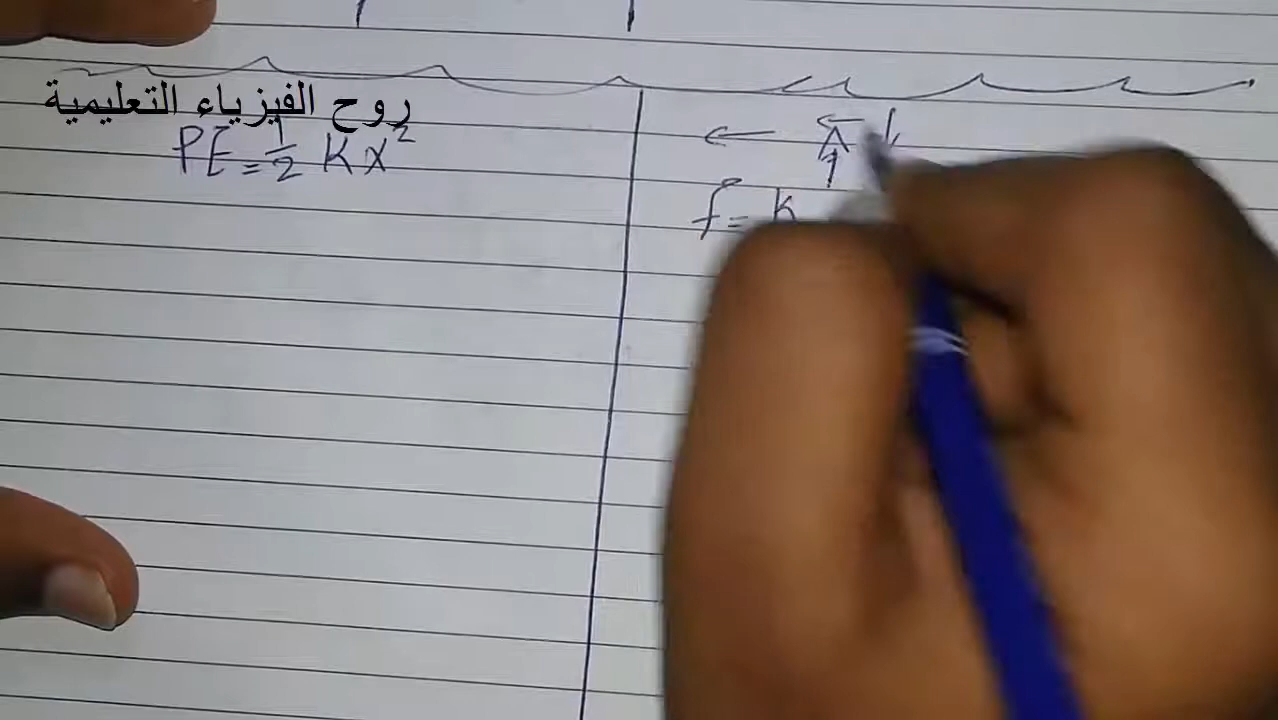 روح الفيزياء التعليمية
PE = 1/2 K x²
f = k